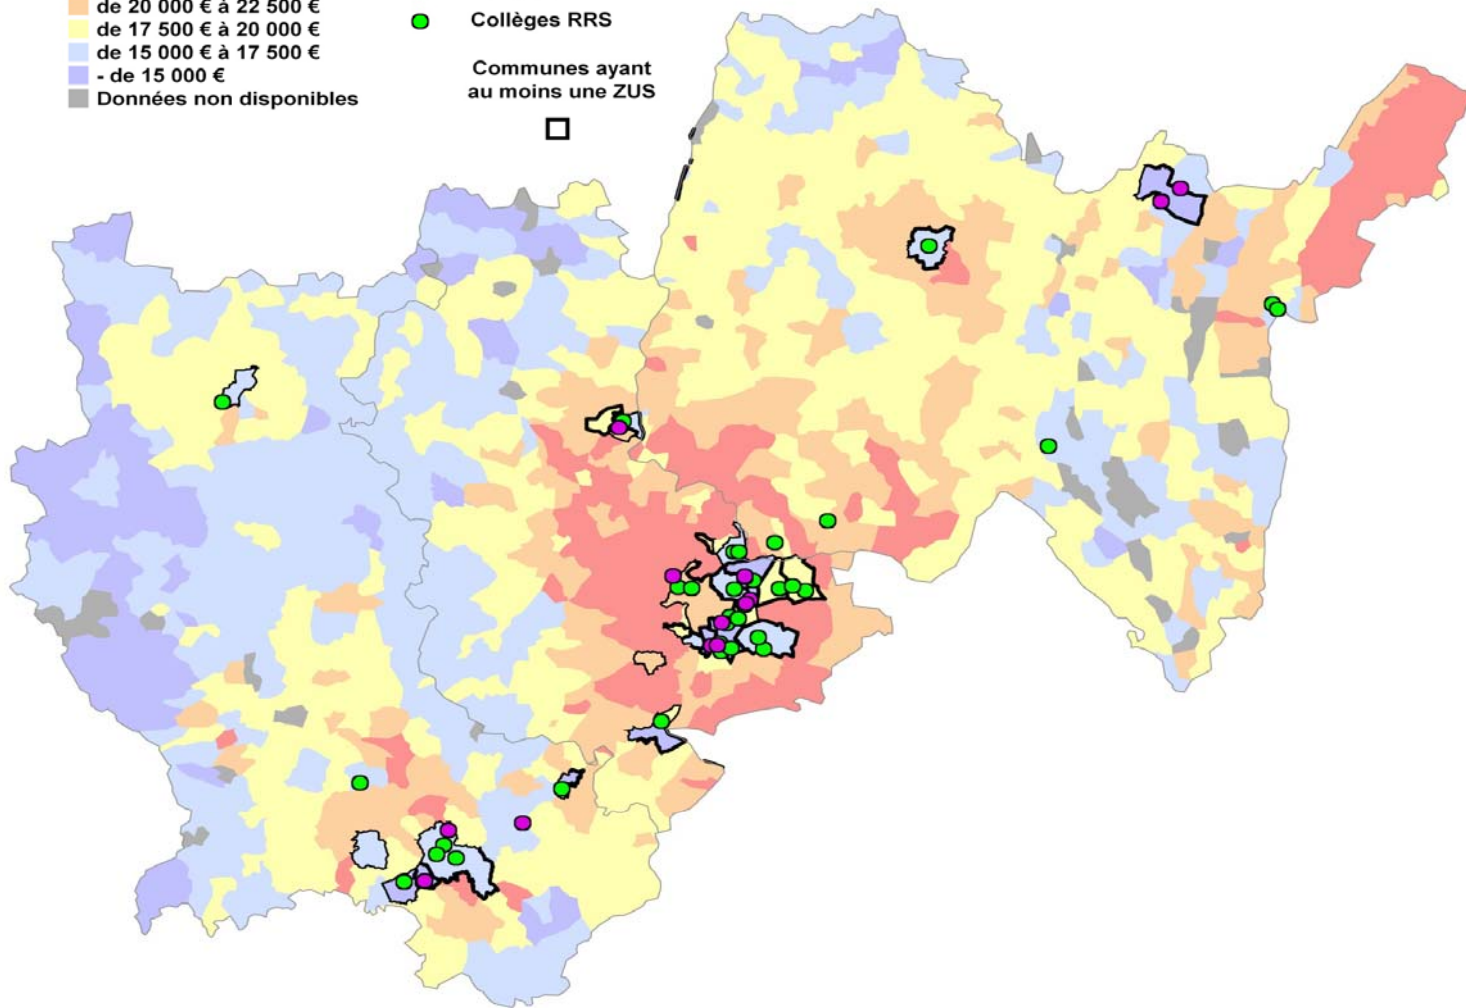 de 20 000 € à 22 500 €
de 17 500 € à 20 000 €
de 15 000 € à 17 500 €
- de 15 000 €
Données non disponibles
Collèges RRS
Communes ayant
au moins une ZUS